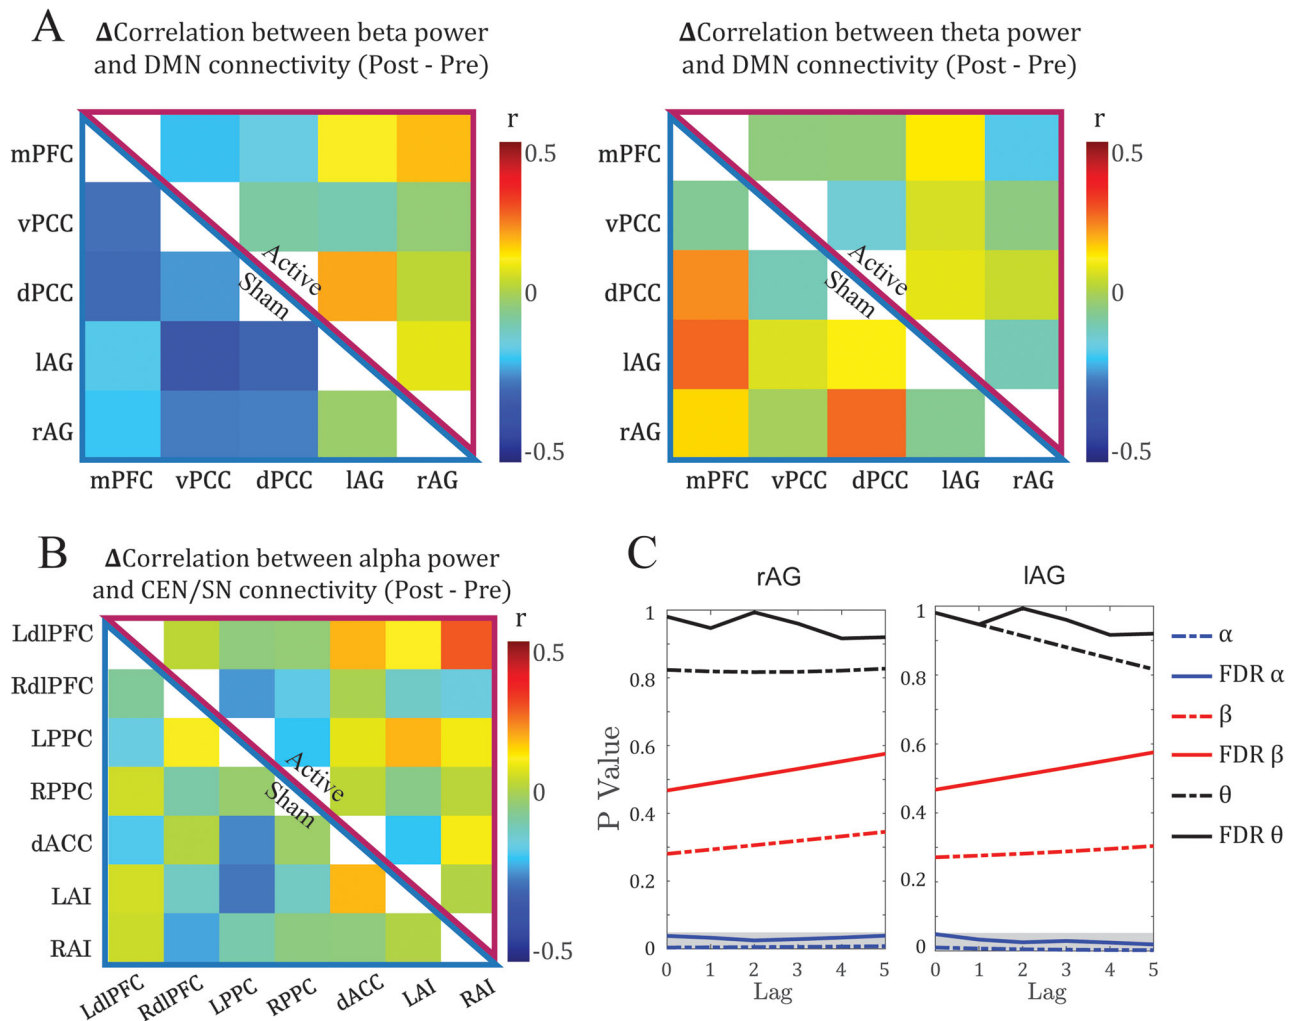 A
ΔCorrelation between beta power
and DMN connectivity (Post - Pre)
r
mPFC
vPCC
dPCC
lAG
rAG
Active
Sham
0.5
0
-0.5
mPFC vPCC dPCC lAG rAG
ΔCorrelation between theta power
and DMN connectivity (Post - Pre)
r
mPFC
vPCC
dPCC
lAG
rAG
Active
Sham
0.5
0
-0.5
mPFC vPCC dPCC lAG rAG
B
ΔCorrelation between alpha power
and CEN/SN connectivity (Post - Pre)
r
LdlPFC
RdlPFC
LPPC
RPPC
dACC
LAI
RAI
Active
Sham
0.5
0
-0.5
LdlPFC RdlPFC LPPC RPPC dACC LAI RAI
C
rAG
P Value
1
0.8
0.6
0.4
0.2
0
0 1 2 3 4 5
Lag
lAG
1
0.8
0.6
0.4
0.2
0
0 1 2 3 4 5
Lag
α
FDR α
β
FDR β
θ
FDR θ